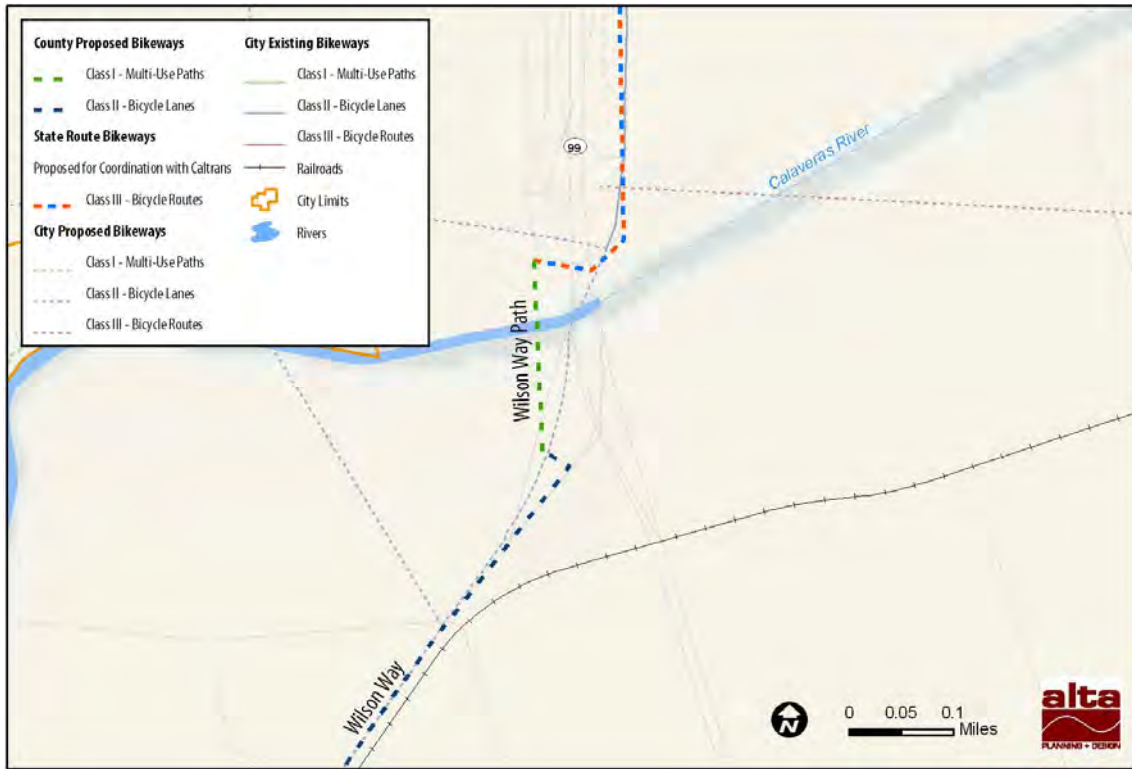 County Proposed Bikeways
Class I - Multi-Use Paths
Class II - Bicycle Lanes
State Route Bikeways
Proposed for Coordination with Caltrans
Class III - Bicycle Routes
City Proposed Bikeways
Class I - Multi-Use Paths
Class II - Bicycle Lanes
Class III - Bicycle Routes
City Existing Bikeways
Class I - Multi-Use Paths
Class II - Bicycle Lanes
Class III - Bicycle Routes
Railroads
City Limits
Rivers
99
Calaveras River
Wilson Way Path
Wilson Way
N
0 0.05 0.1
Miles
alta
PLANNING + DESIGN